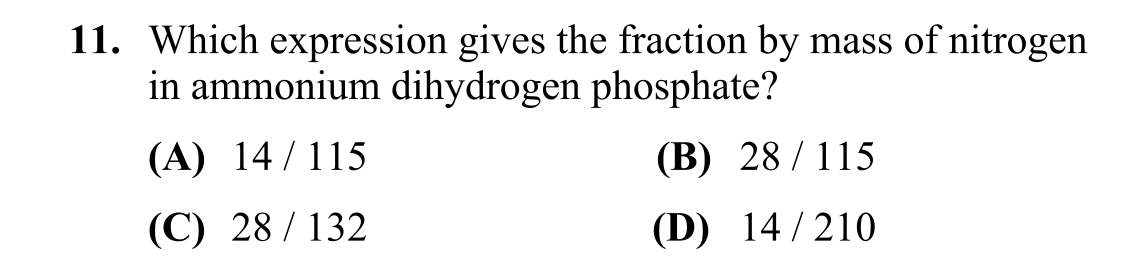 11. Which expression gives the fraction by mass of nitrogen
in ammonium dihydrogen phosphate?
(A) 14 / 115 (B) 28 / 115
(C) 28 / 132 (D) 14 / 210